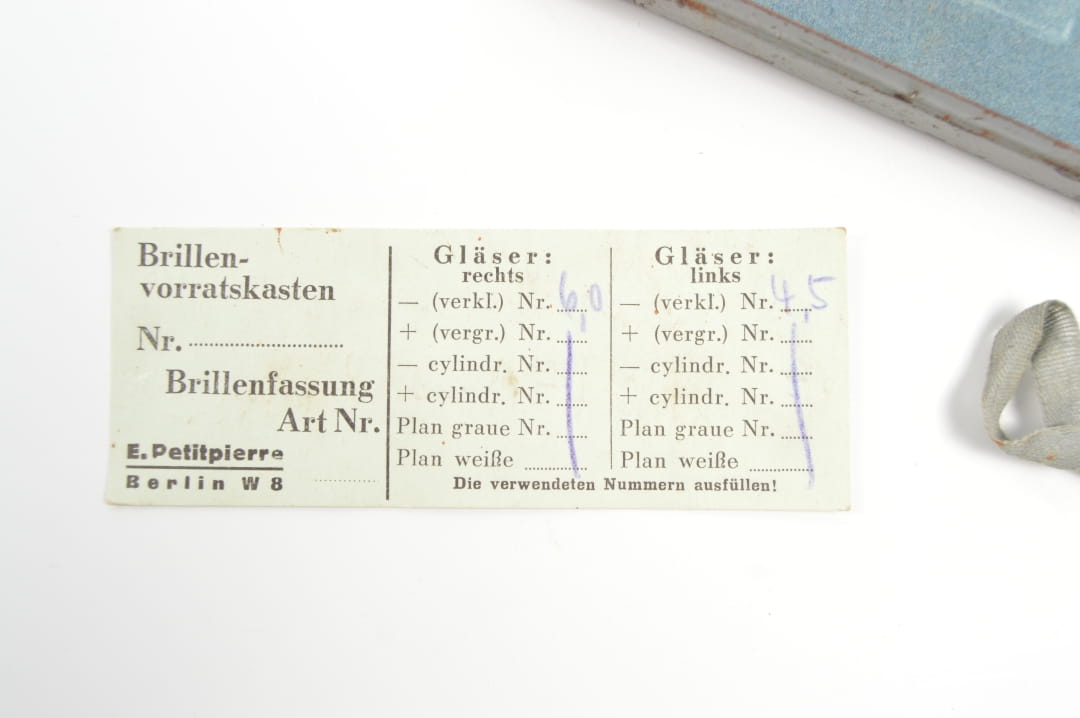 Brillen-
vorratskasten
Nr.
Brillenfassung
Art Nr.
E. Petitpierre
Berlin W 8
Gläser:
rechts
— (verkl.) Nr. 6,0
+ (vergr.) Nr.
— cylindr. Nr.
+ cylindr. Nr.
Plan graue Nr.
Plan weiße
Gläser:
links
— (verkl.) Nr. 4,5
+ (vergr.) Nr.
— cylindr. Nr.
+ cylindr. Nr.
Plan graue Nr.
Plan weiße
Die verwendeten Nummern ausfüllen!